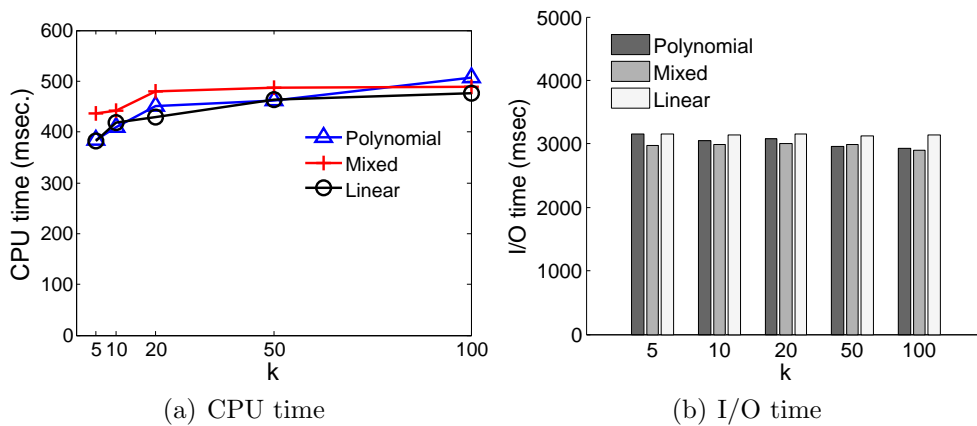 600
500
400
300
200
100
0
CPU time (msec.)
Polynomial
Mixed
Linear
5 10 20 50 100
k
(a) CPU time
5000
4000
3000
2000
1000
0
I/O time (msec)
Polynomial
Mixed
Linear
5 10 20 50 100
k
(b) I/O time